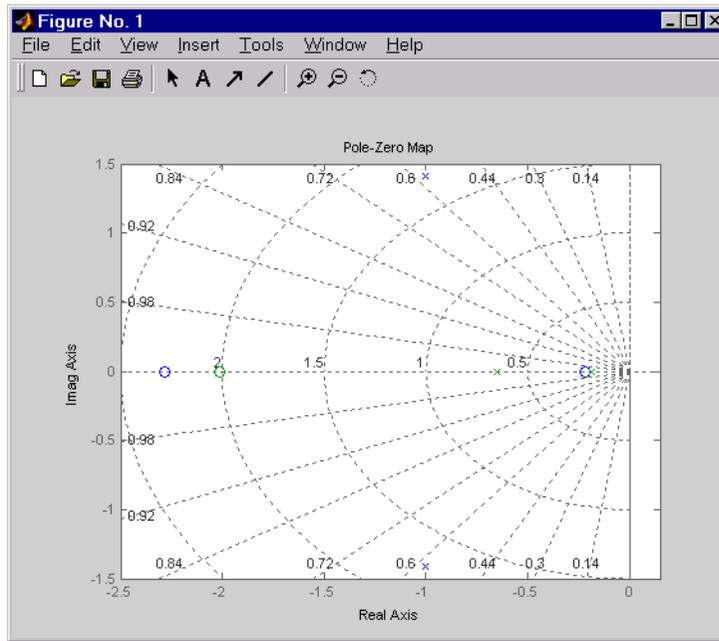 Figure No. 1
File Edit View Insert Tools Window Help
A
Pole-Zero Map
1.5
0.84 0.72 0.6 0.44 0.3 0.14
0.92
1
0.5
0.98
2 1.5 1 0.5
0
Imag Axis
-0.5
0.98
-1
0.92
0.84 0.72 0.6 0.44 0.3 0.14
-1.5
-2.5 -2 -1.5 -1 -0.5 0
Real Axis